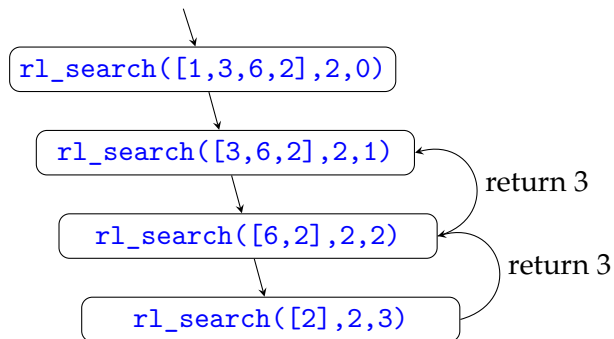 rl_search([1,3,6,2],2,0)
rl_search([3,6,2],2,1)
return 3
rl_search([6,2],2,2)
return 3
rl_search([2],2,3)